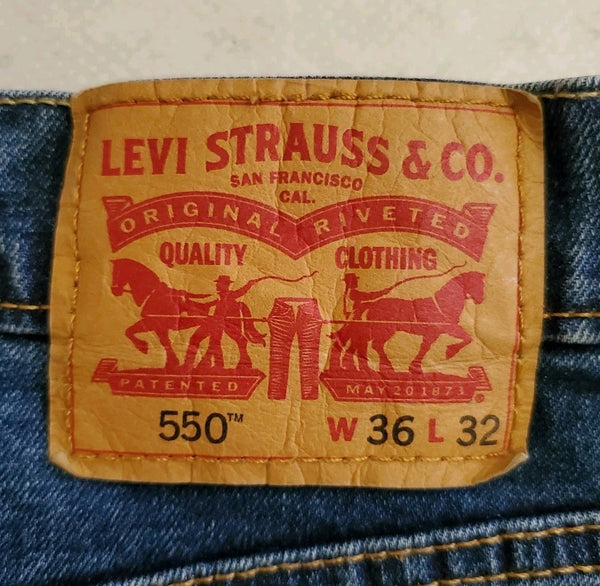 LEVI STRAUSS & CO.
SAN FRANCISCO
CAL.
ORIGINAL RIVETED
QUALITY CLOTHING
PATENTED MAY 20 1873
550™ W 36 L 32